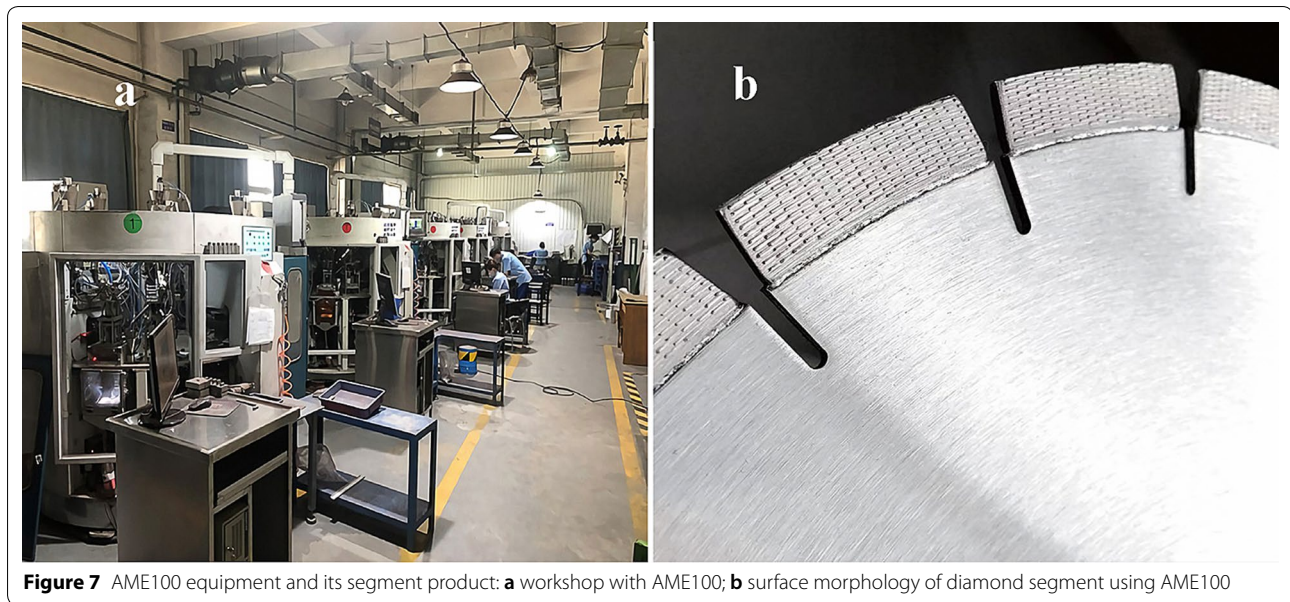 a
b
Figure 7 AME100 equipment and its segment product: a workshop with AME100; b surface morphology of diamond segment using AME100